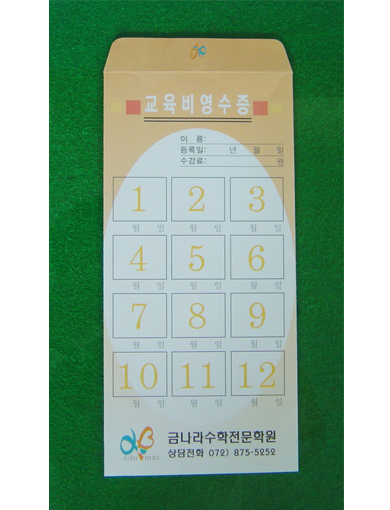 교육비영수증
이 름:
등록일: 년 월 일
수강료: 원
1 2 3
월 일 월 일 월 일
4 5 6
월 일 월 일 월 일
7 8 9
월 일 월 일 월 일
10 11 12
월 일 월 일 월 일
edu mat
금나라수학전문학원
상담전화 072) 875-5252